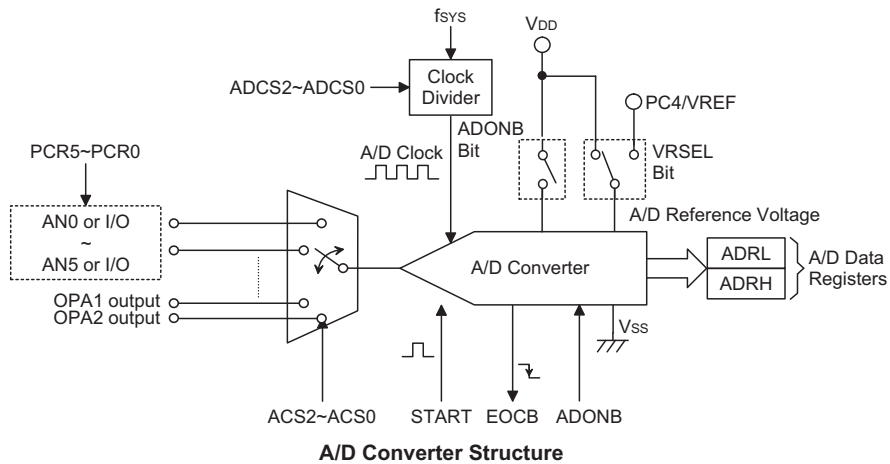 fSYS
VDD
ADCS2~ADCS0
Clock
Divider
PC4/VREF
PCR5~PCR0
A/D Clock
ADONB
Bit
VRSEL
Bit
AN0 or I/O
~
AN5 or I/O
A/D Reference Voltage
A/D Converter
ADRL
ADRH
A/D Data
Registers
OPA1 output
OPA2 output
VSS
ACS2~ACS0
START
EOCB
ADONB
A/D Converter Structure